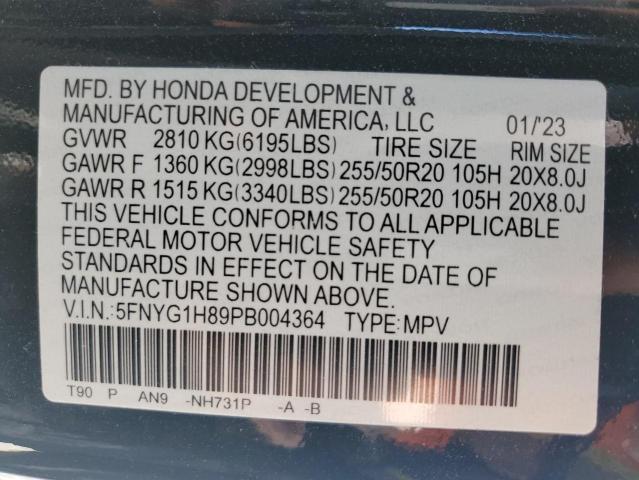 MFD. BY HONDA DEVELOPMENT &
MANUFACTURING OF AMERICA, LLC 01/'23
GVWR 2810 KG(6195LBS) TIRE SIZE RIM SIZE
GAWR F 1360 KG(2998LBS) 255/50R20 105H 20X8.0J
GAWR R 1515 KG(3340LBS) 255/50R20 105H 20X8.0J
THIS VEHICLE CONFORMS TO ALL APPLICABLE
FEDERAL MOTOR VEHICLE SAFETY
STANDARDS IN EFFECT ON THE DATE OF
MANUFACTURE SHOWN ABOVE.
V.I.N.:5FNYG1H89PB004364 TYPE:MPV
T90 P AN9 -NH731P -A -B